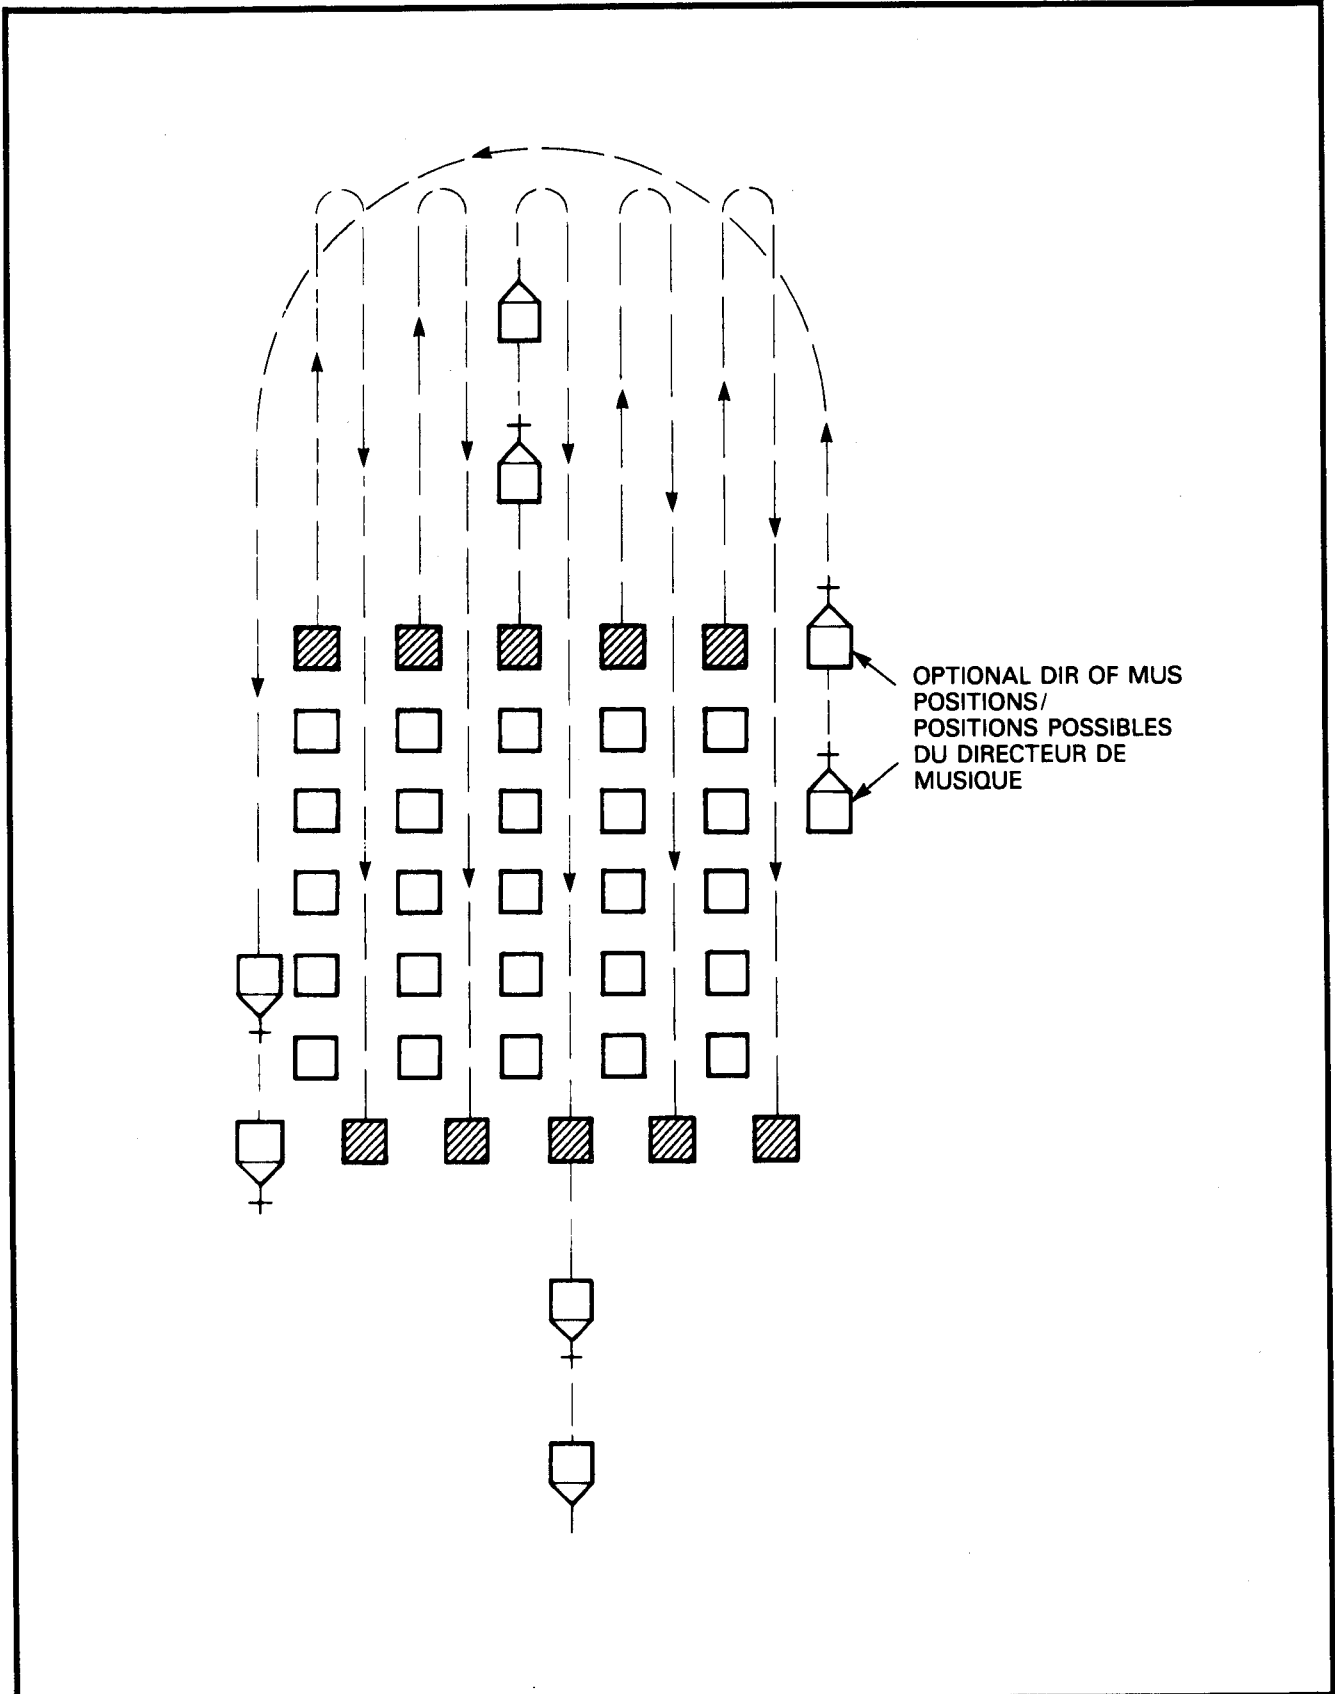 OPTIONAL DIR OF MUS
POSITIONS/
POSITIONS POSSIBLES
DU DIRECTEUR DE
MUSIQUE